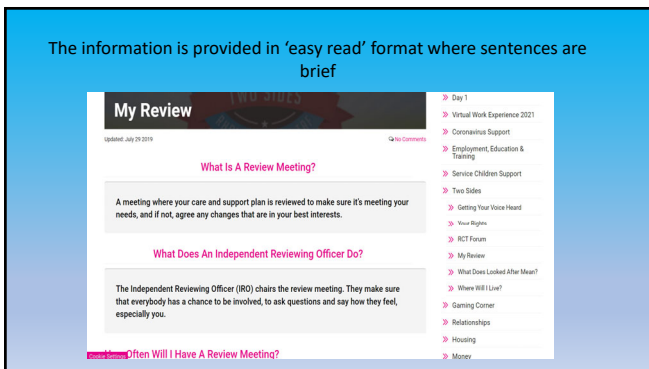 The information is provided in ‘easy read’ format where sentences are
brief
TWO SIDES
My Review
Updated: July 29 2019
No Comments
What Is A Review Meeting?
A meeting where your care and support plan is reviewed to make sure it's meeting your
needs, and if not, agree any changes that are in your best interests.
What Does An Independent Reviewing Officer Do?
The Independent Reviewing Officer (IRO) chairs the review meeting. They make sure
that everybody has a chance to be involved, to ask questions and say how they feel,
especially you.
Often Will I Have A Review Meeting?
Cookie Settings
Day 1
Virtual Work Experience 2021
Coronavirus Support
Employment, Education &
Training
Service Children Support
Two Sides
Getting Your Voice Heard
Your Rights
RCT Forum
My Review
What Does Looked After Mean?
Where Will I Live?
Gaming Corner
Relationships
Housing
Money